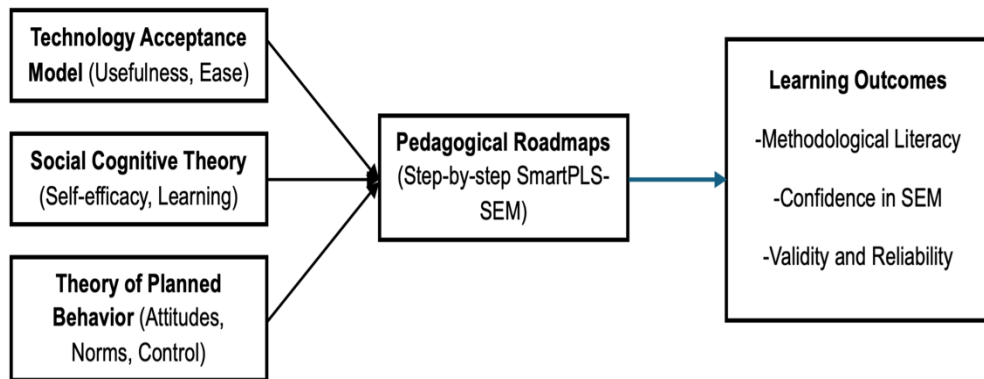 Technology Acceptance
Model (Usefulness, Ease)
Social Cognitive Theory
(Self-efficacy, Learning)
Theory of Planned
Behavior (Attitudes,
Norms, Control)
Pedagogical Roadmaps
(Step-by-step SmartPLS-
SEM)
Learning Outcomes
-Methodological Literacy
-Confidence in SEM
-Validity and Reliability